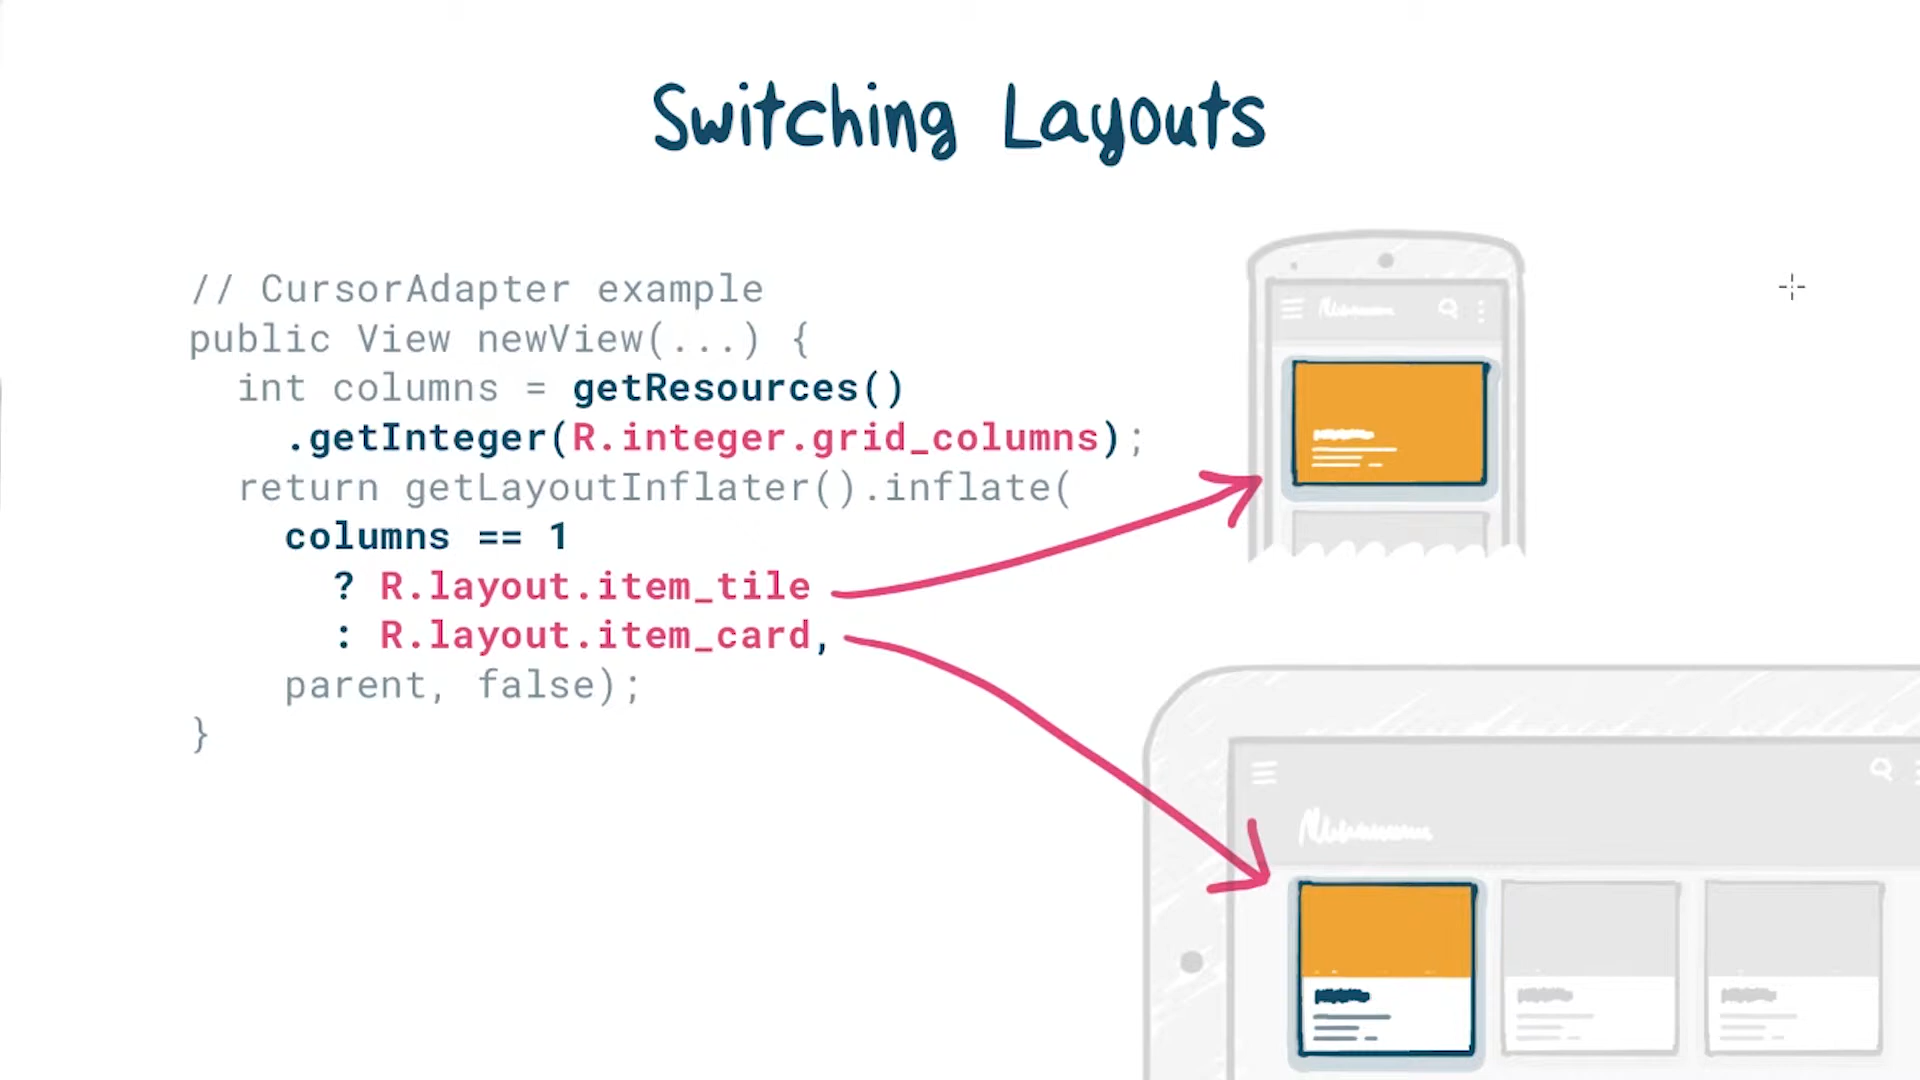 Switching Layouts
// CursorAdapter example
public View newView(...) {
int columns = getResources()
.getInteger(R.integer.grid_columns);
return getLayoutInflater().inflate(
columns == 1
? R.layout.item_tile
: R.layout.item_card,
parent, false);
}